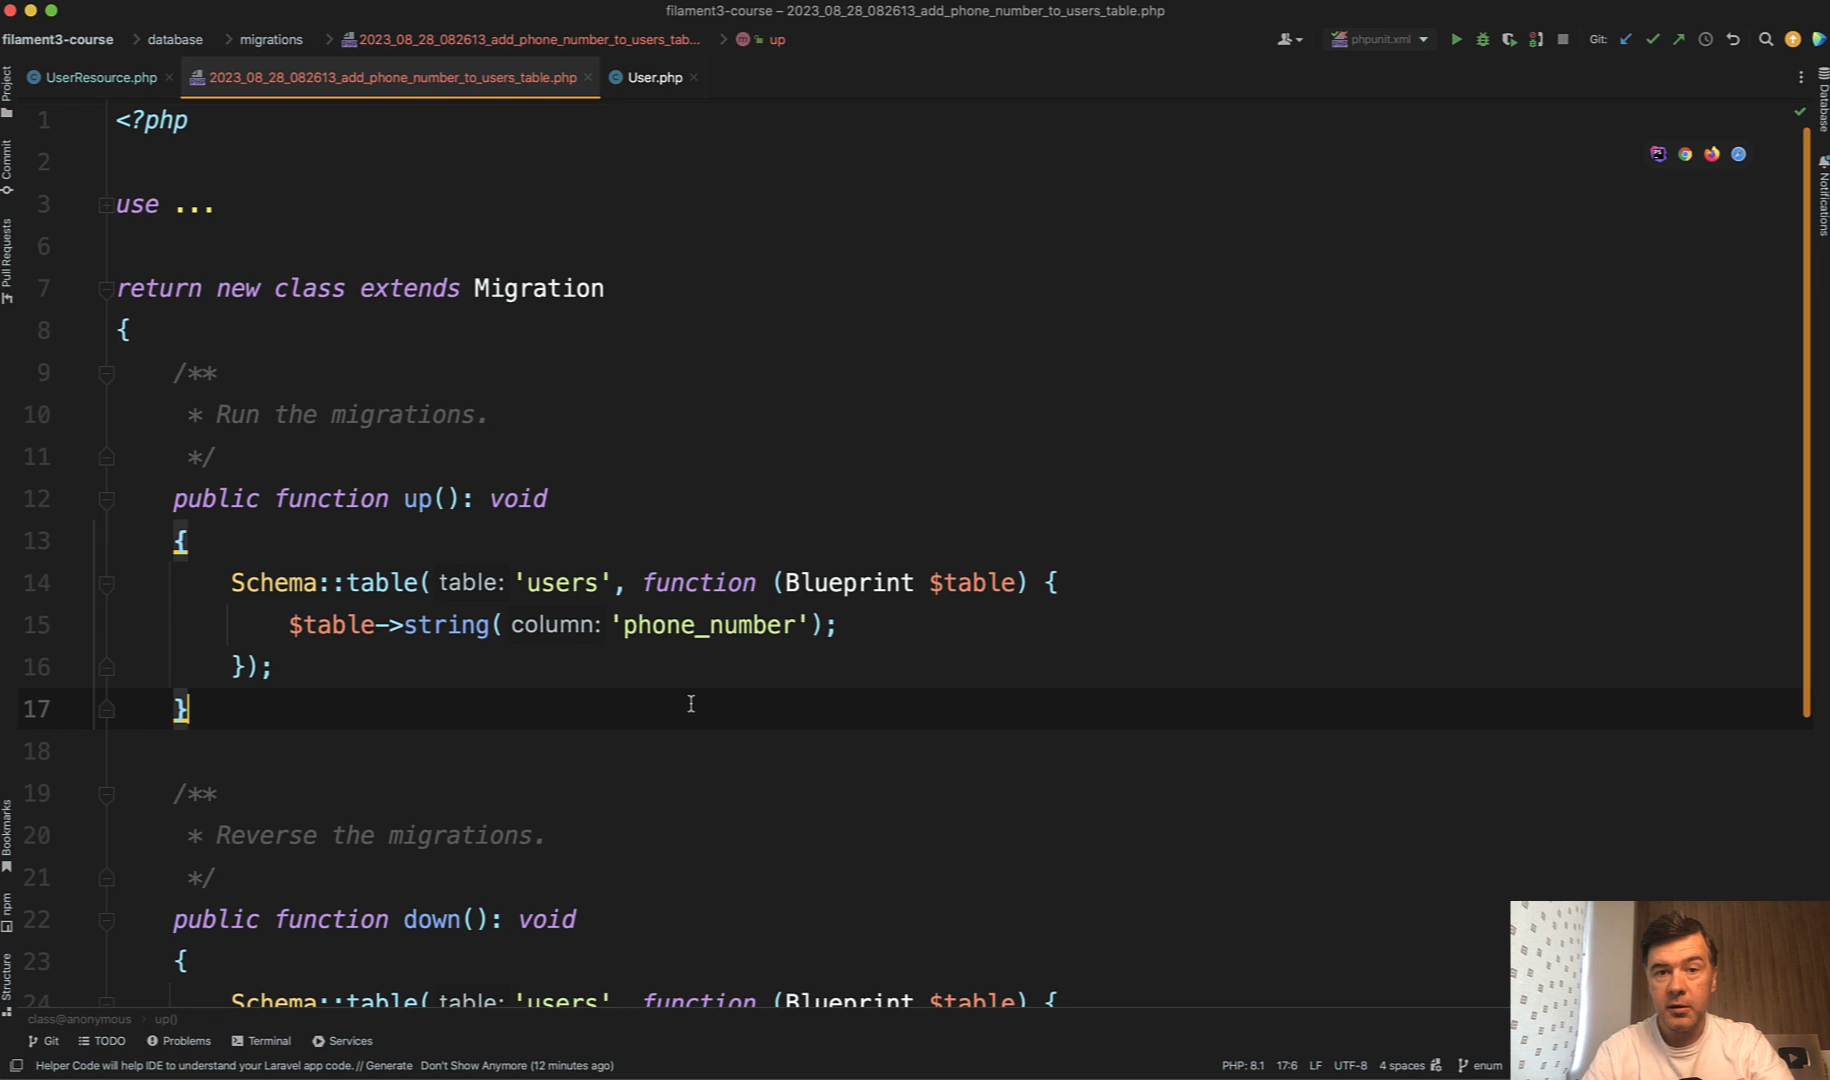 filament3-course – 2023_08_28_082613_add_phone_number_to_users_table.php
filament3-course > database > migrations > 2023_08_28_082613_add_phone_number_to_users_tab... > m up
phpunit.xml
Git:
UserResource.php
2023_08_28_082613_add_phone_number_to_users_table.php
User.php
Project
Commit
Pull Requests
Bookmarks
npm
Structure
Database
Notifications
1 <?php
2
3 use ...
6
7 return new class extends Migration
8 {
9 /**
10 * Run the migrations.
11 */
12 public function up(): void
13 {
14 Schema::table( table: 'users', function (Blueprint $table) {
15 $table->string( column: 'phone_number');
16 });
17 }
18
19 /**
20 * Reverse the migrations.
21 */
22 public function down(): void
23 {
24 Schema::table( table: 'users', function (Blueprint $table) {
class@anonymous > up()
Git TODO Problems Terminal Services
Helper Code will help IDE to understand your Laravel app code. // Generate Don't Show Anymore (12 minutes ago)
PHP: 8.1 17:6 LF UTF-8 4 spaces enum